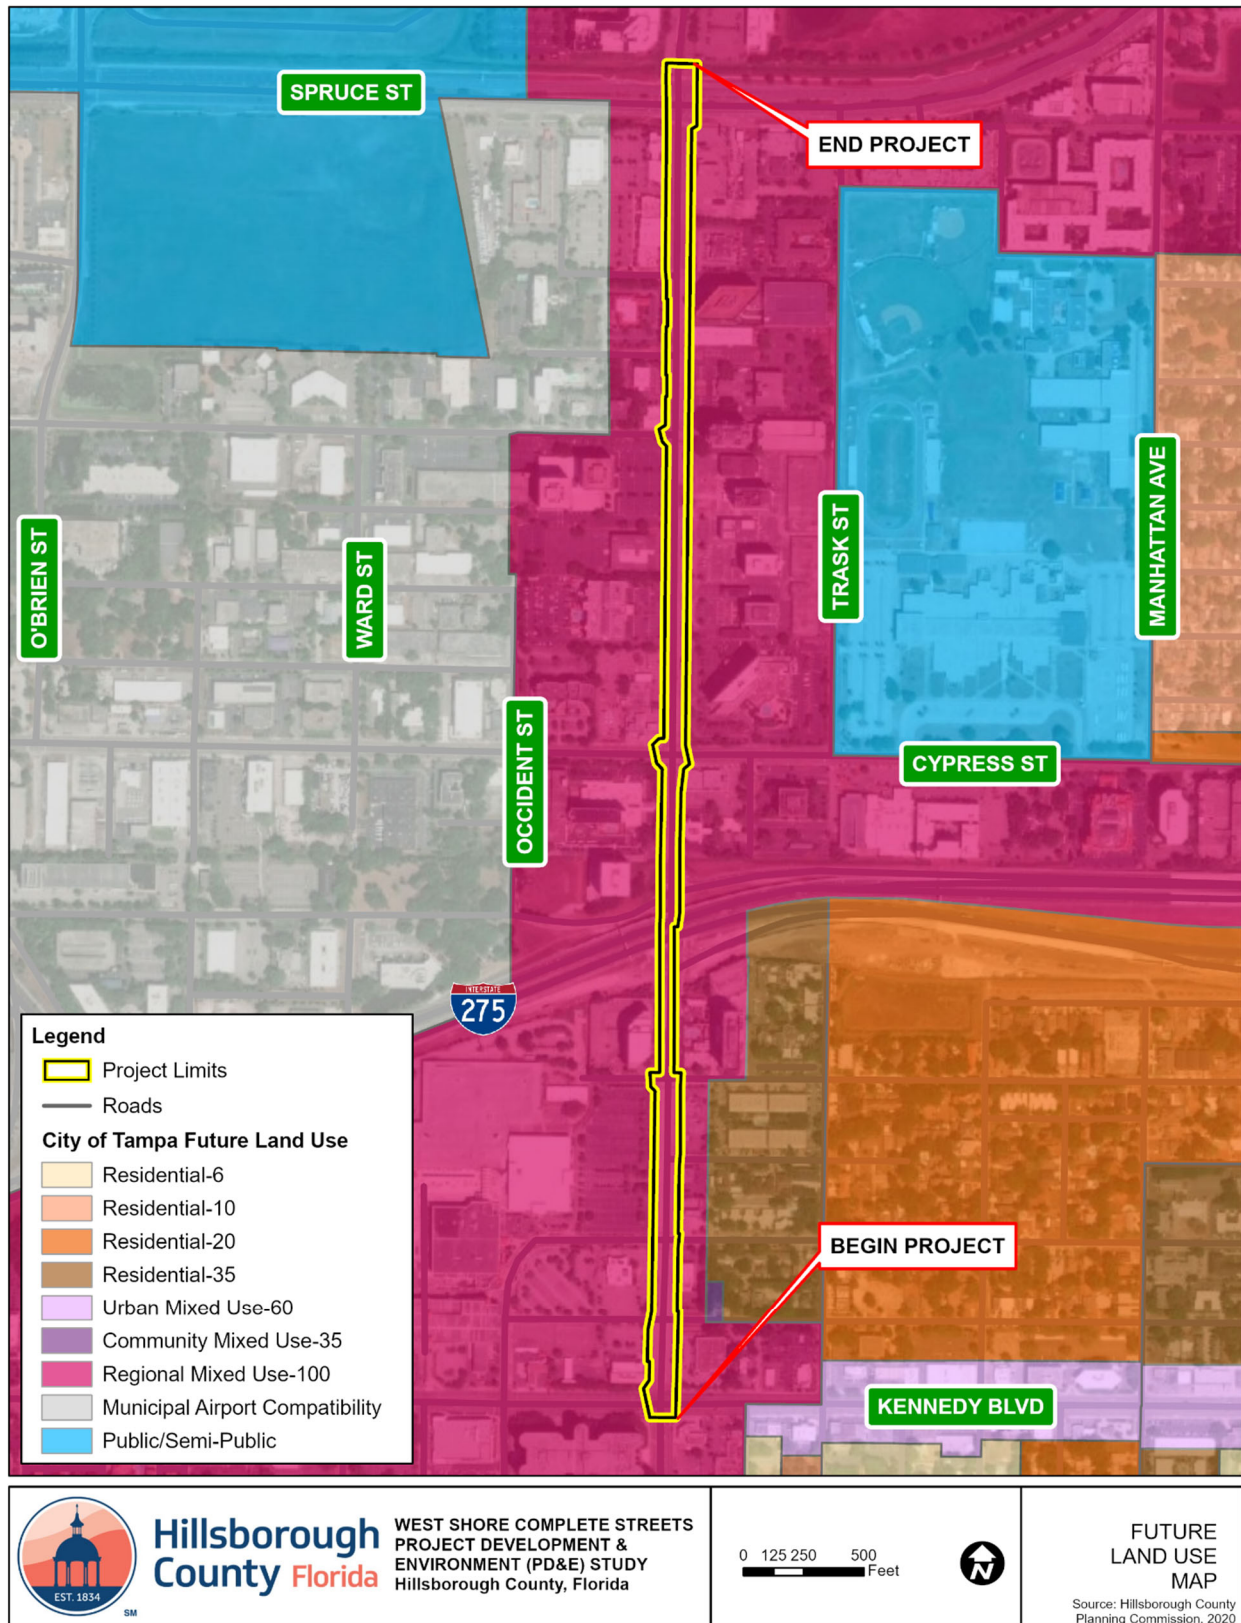 SPRUCE ST
END PROJECT
O'BRIEN ST
WARD ST
TRASK ST
MANHATTAN AVE
OCCIDENT ST
CYPRESS ST
INTERSTATE
275
BEGIN PROJECT
KENNEDY BLVD
Legend
Project Limits
Roads
City of Tampa Future Land Use
Residential-6
Residential-10
Residential-20
Residential-35
Urban Mixed Use-60
Community Mixed Use-35
Regional Mixed Use-100
Municipal Airport Compatibility
Public/Semi-Public
EST. 1834
SM
Hillsborough
County Florida
WEST SHORE COMPLETE STREETS
PROJECT DEVELOPMENT &
ENVIRONMENT (PD&E) STUDY
Hillsborough County, Florida
0 125 250 500
Feet
N
FUTURE
LAND USE
MAP
Source: Hillsborough County
Planning Commission, 2020